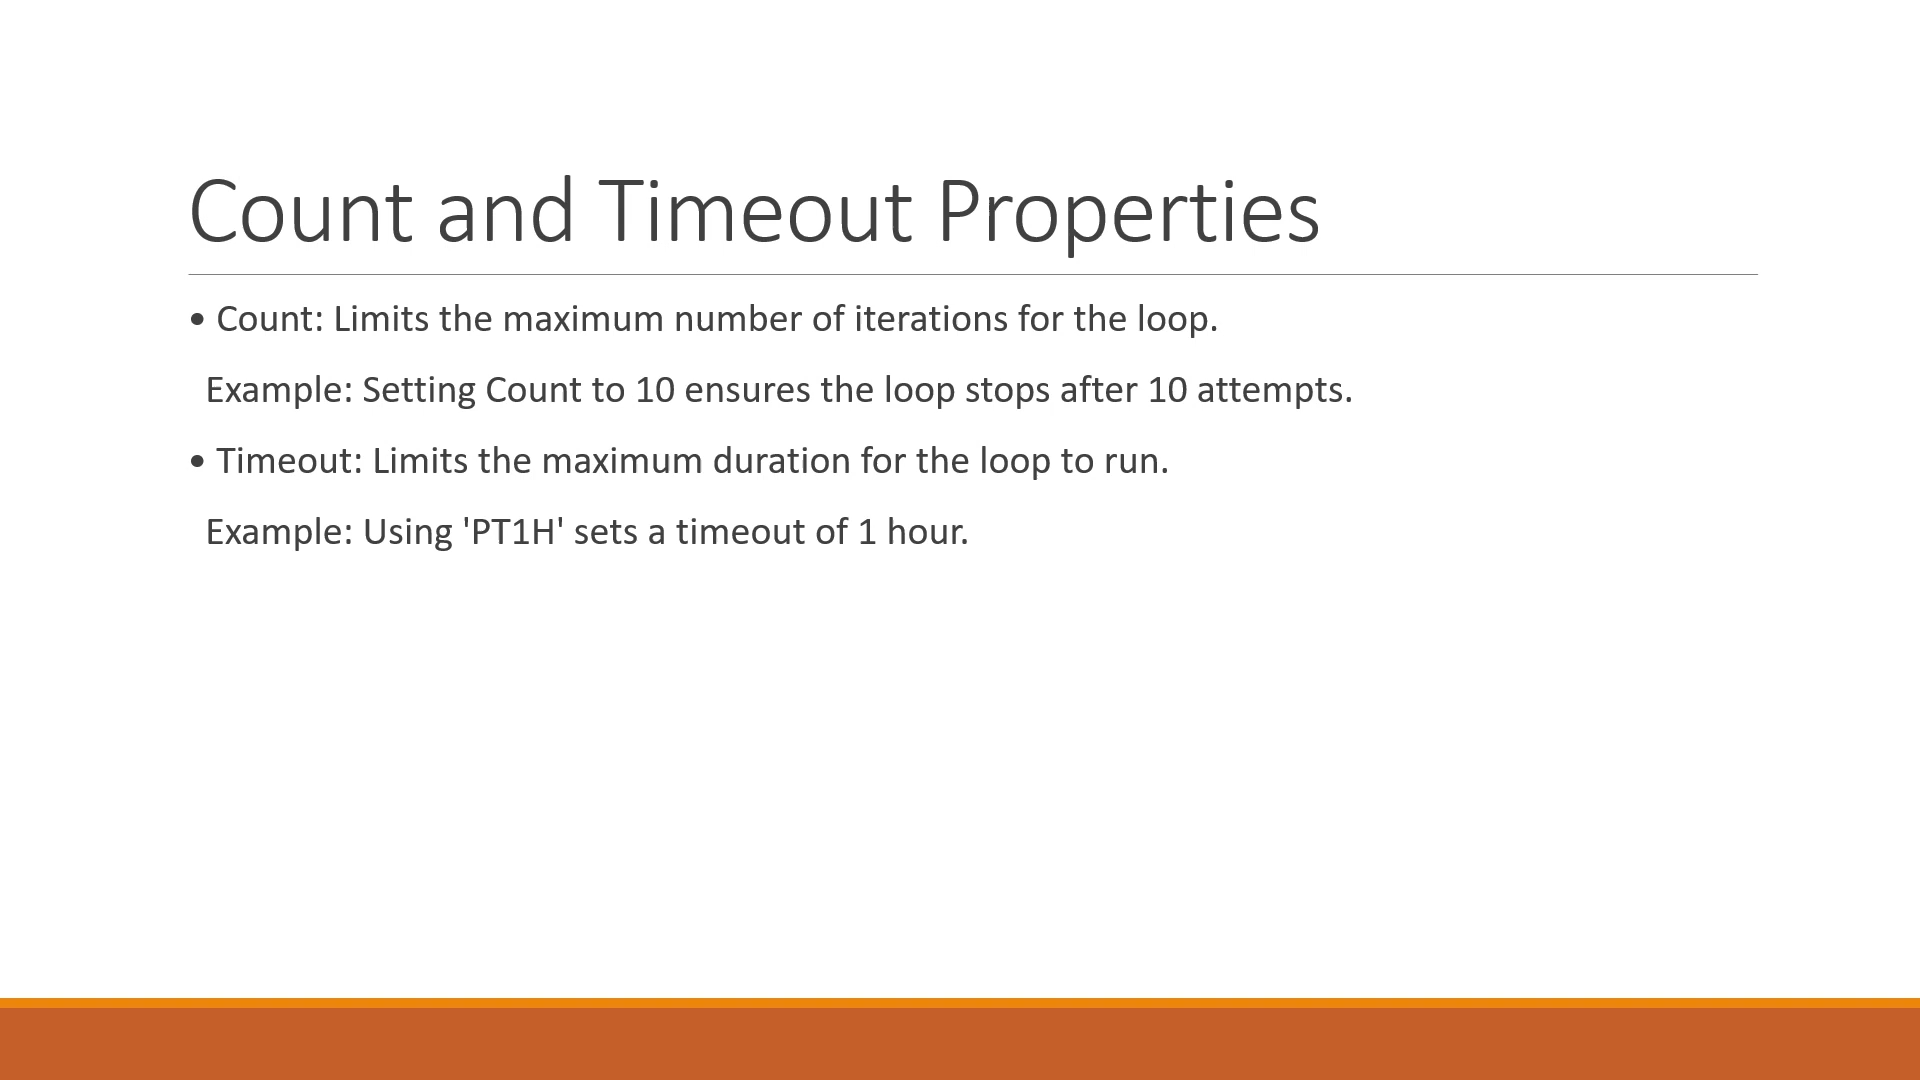 Count and Timeout Properties
• Count: Limits the maximum number of iterations for the loop.
Example: Setting Count to 10 ensures the loop stops after 10 attempts.
• Timeout: Limits the maximum duration for the loop to run.
Example: Using 'PT1H' sets a timeout of 1 hour.